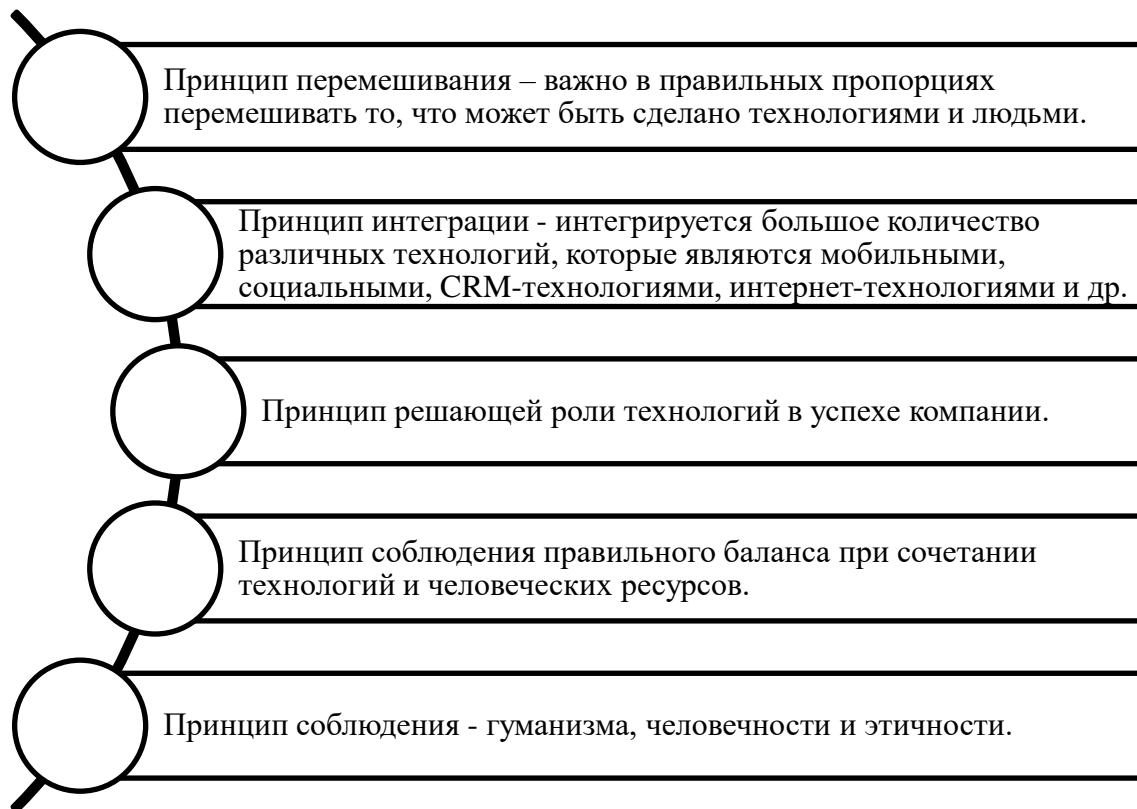 Принцип перемешивания – важно в правильных пропорциях
перемешивать то, что может быть сделано технологиями и людьми.
Принцип интеграции - интегрируется большое количество
различных технологий, которые являются мобильными,
социальными, CRM-технологиями, интернет-технологиями и др.
Принцип решающей роли технологий в успехе компании.
Принцип соблюдения правильного баланса при сочетании
технологий и человеческих ресурсов.
Принцип соблюдения - гуманизма, человечности и этичности.